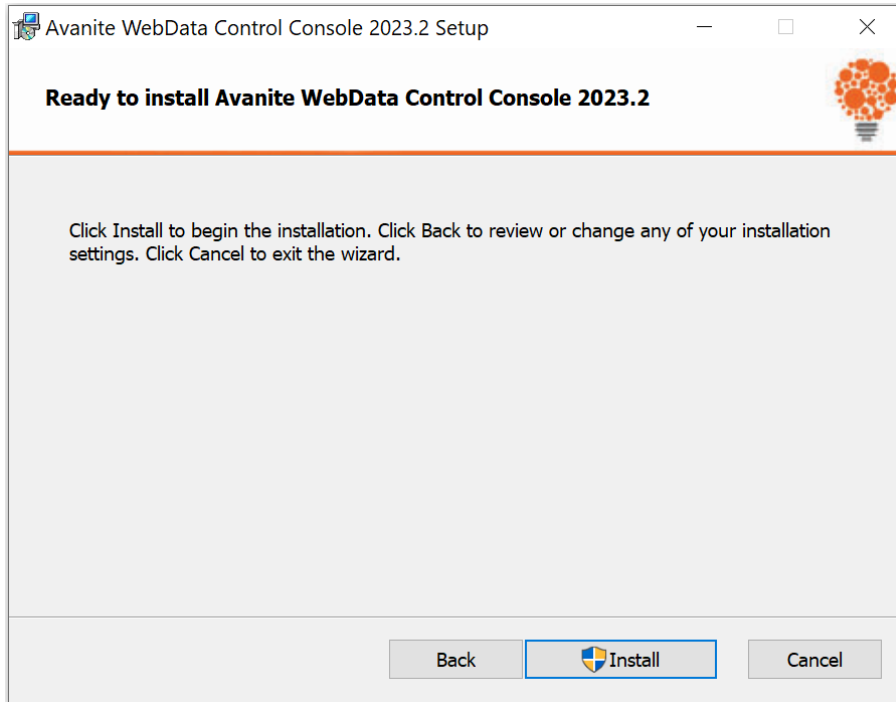 Avanite WebData Control Console 2023.2 Setup
Ready to install Avanite WebData Control Console 2023.2
Click Install to begin the installation. Click Back to review or change any of your installation
settings. Click Cancel to exit the wizard.
Back Install Cancel